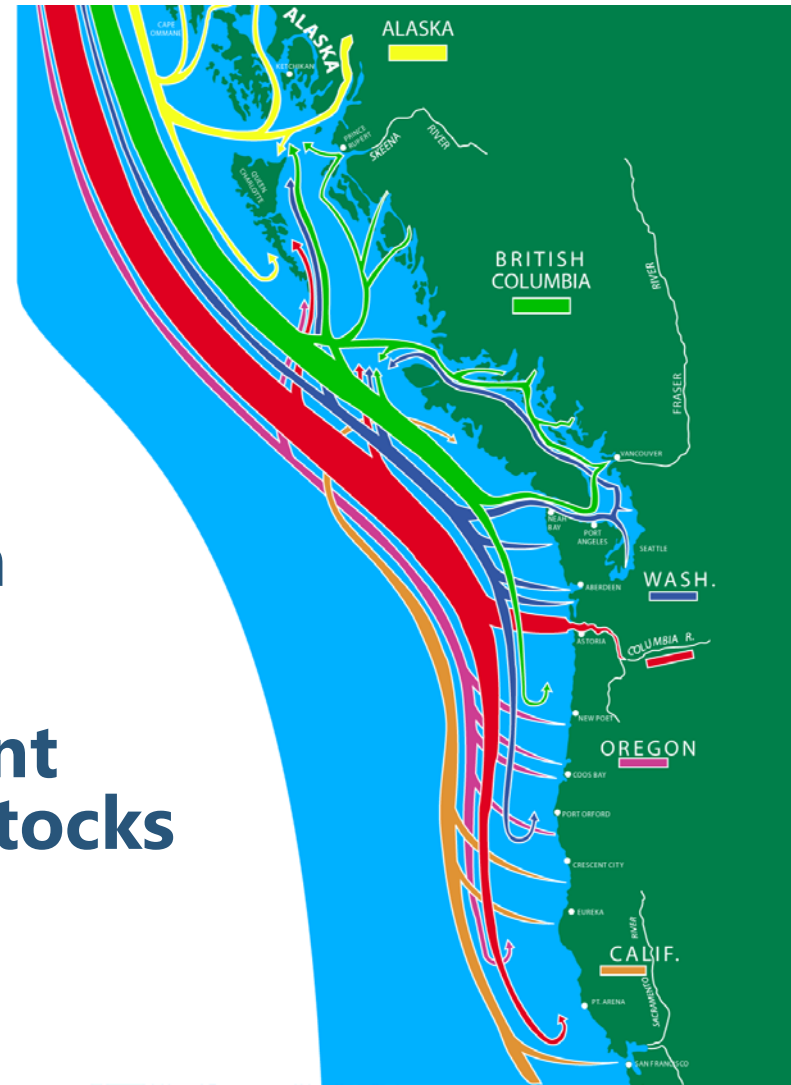 CAPE
OMMANEY
ALASKA
ALASKA
KETCHIKAN
PRINCE
RUPERT
SKEENA
RIVER
QUEEN
CHARLOTTE
BRITISH
COLUMBIA
RIVER
FRASER
VANCOUVER
NEAH
BAY
PORT
ANGELES
SEATTLE
ABERDEEN
WASH.
ASTORIA
COLUMBIA R.
NEW POET
OREGON
nt
tocks
COOS BAY
PORT ORFORD
CRESCENT CITY
EUREKA
RIVER
CALIF.
SACRAMENTO
PT. ARENA
SAN FRANCISCO